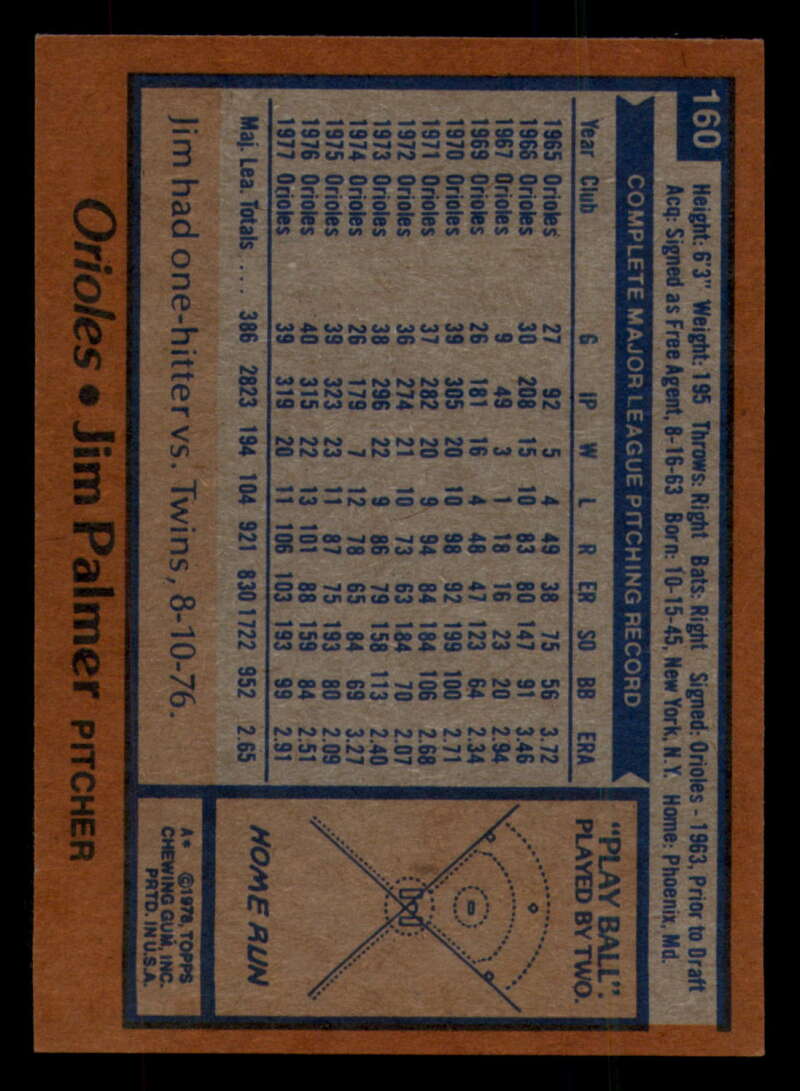 160
Height: 6'3" Weight: 195 Throws: Right Bats: Right Signed: Orioles - 1963, Prior to Draft
Acq: Signed as Free Agent, 8-16-63 Born: 10-15-45, New York, N.Y. Home: Phoenix, Md.
COMPLETE MAJOR LEAGUE PITCHING RECORD
Year Club G IP W L R ER SO BB ERA
1965 Orioles 27 92 5 4 49 38 75 56 3.72
1966 Orioles 30 208 15 10 83 80 147 91 3.46
1967 Orioles 9 49 3 1 18 16 23 20 2.94
1969 Orioles 26 181 16 4 48 47 123 64 2.34
1970 Orioles 39 305 20 10 98 92 199 100 2.71
1971 Orioles 37 282 20 9 94 84 184 106 2.68
1972 Orioles 36 274 21 10 73 63 184 70 2.07
1973 Orioles 38 296 22 9 86 79 158 113 2.40
1974 Orioles 26 179 7 12 78 65 84 69 3.27
1975 Orioles 39 323 23 11 87 75 193 80 2.09
1976 Orioles 40 315 22 13 101 88 159 84 2.51
1977 Orioles 39 319 20 11 106 103 193 99 2.91
Maj. Lea. Totals .... 386 2823 194 104 921 830 1722 952 2.65
Jim had one-hitter vs. Twins, 8-10-76.
"PLAY BALL"
PLAYED BY TWO.
HOME RUN
A* ©1978, TOPPS
CHEWING GUM, INC.
PRTD. IN U.S.A.
Orioles • Jim Palmer PITCHER